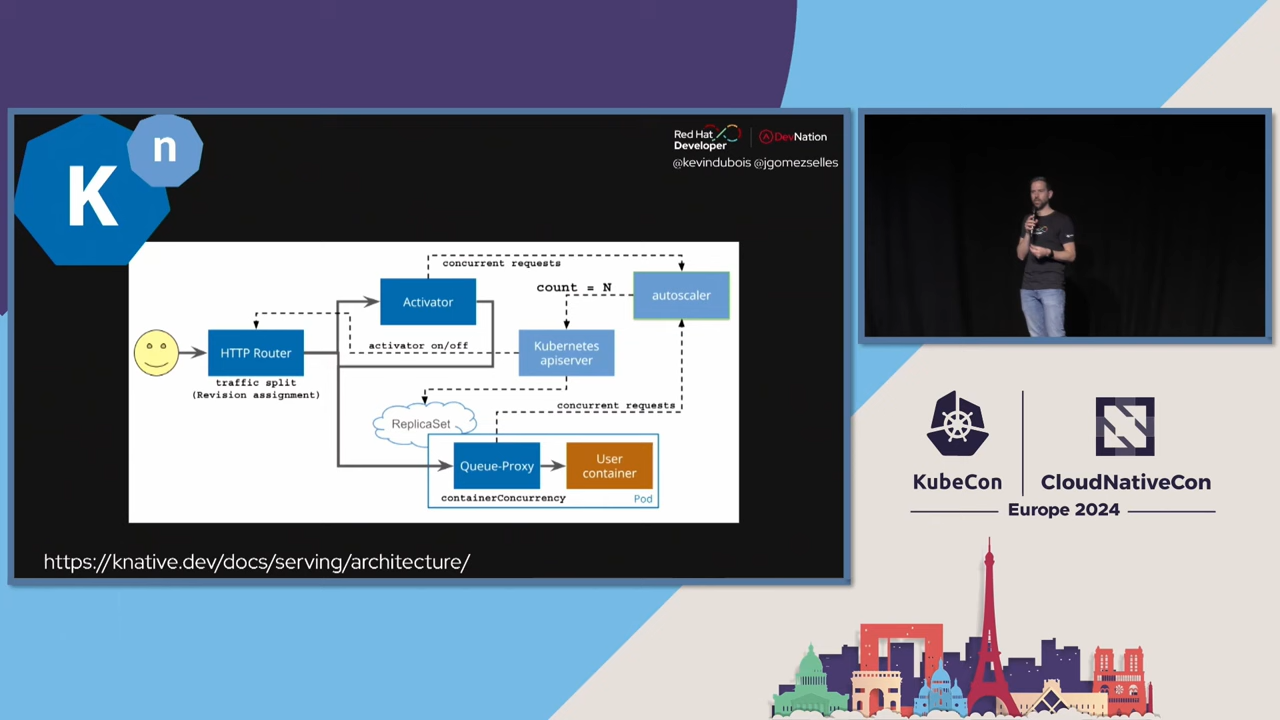 K
n
Red Hat
Developer
DevNation
@kevindubois @jgomezselles
concurrent requests
Activator
count = N
autoscaler
HTTP Router
activator on/off
Kubernetes
apiserver
traffic split
(Revision assignment)
concurrent requests
ReplicaSet
Queue-Proxy
User
container
containerConcurrency
Pod
https://knative.dev/docs/serving/architecture/
KubeCon
CloudNativeCon
Europe 2024